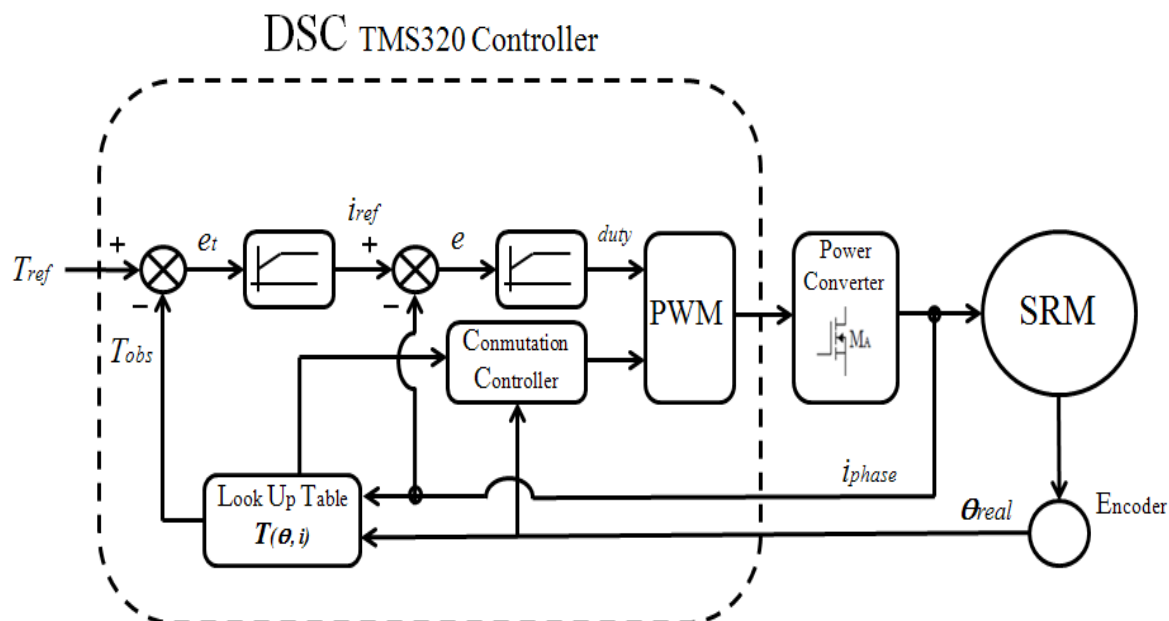 DSC TMS320 Controller
Tref
+
−
et
iref
+
−
e
duty
PWM
Power
Converter
MA
SRM
Tobs
Conmutation
Controller
Look Up Table
T(θ, i)
iphase
θreal
Encoder